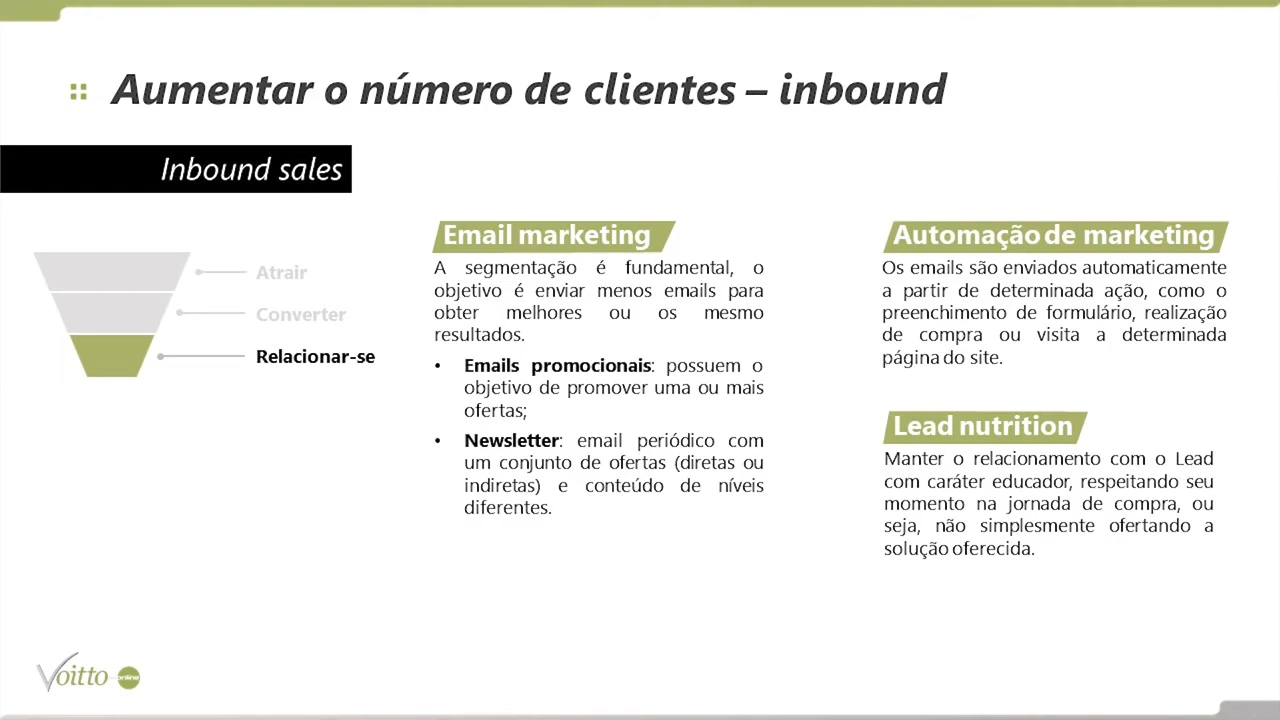 Aumentar o número de clientes – inbound
Inbound sales
Atrair
Converter
Relacionar-se
Email marketing
A segmentação é fundamental, o
objetivo é enviar menos emails para
obter melhores ou os mesmo
resultados.
• Emails promocionais: possuem o
objetivo de promover uma ou mais
ofertas;
• Newsletter: email periódico com
um conjunto de ofertas (diretas ou
indiretas) e conteúdo de níveis
diferentes.
Automação de marketing
Os emails são enviados automaticamente
a partir de determinada ação, como o
preenchimento de formulário, realização
de compra ou visita a determinada
página do site.
Lead nutrition
Manter o relacionamento com o Lead
com caráter educador, respeitando seu
momento na jornada de compra, ou
seja, não simplesmente ofertando a
solução oferecida.
Voitto online